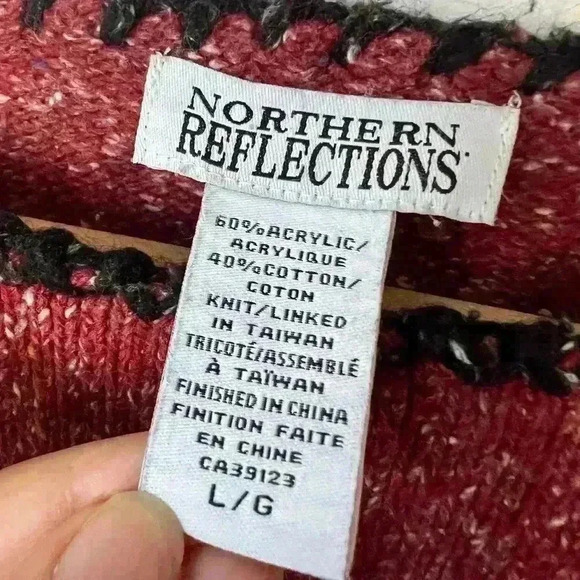 NORTHERN
REFLECTIONS
60%ACRYLIC/
ACRYLIQUE
40%COTTON/
COTON
KNIT/LINKED
IN TAIWAN
TRICOTÉ/ASSEMBLÉ
À TAÏWAN
FINISHED IN CHINA
FINITION FAITE
EN CHINE
CA39123
L/G